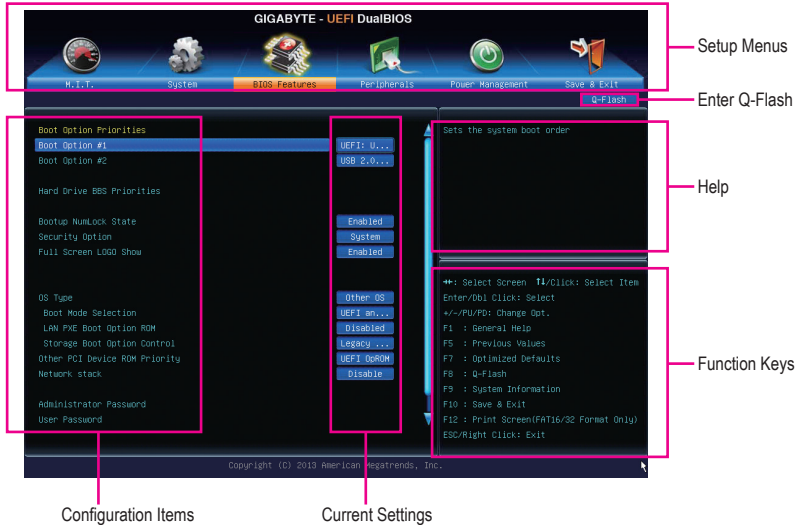 GIGABYTE - UEFI DualBIOS
M.I.T.
System
BIOS Features
Peripherals
Power Management
Save & Exit
Setup Menus
Q-Flash
Enter Q-Flash
Boot Option Priorities
Boot Option #1 UEFI: U...
Boot Option #2 USB 2.0...
Hard Drive BBS Priorities
Bootup NumLock State Enabled
Security Option System
Full Screen LOGO Show Enabled
OS Type Other OS
Boot Mode Selection UEFI an...
LAN PXE Boot Option ROM Disabled
Storage Boot Option Control Legacy ...
Other PCI Device ROM Priority UEFI OpROM
Network stack Disable
Administrator Password
User Password
Sets the system boot order
Help
→←: Select Screen ↑↓/Click: Select Item
Enter/Dbl Click: Select
+/-/PU/PD: Change Opt.
F1 : General Help
F5 : Previous Values
F7 : Optimized Defaults
F8 : Q-Flash
F9 : System Information
F10 : Save & Exit
F12 : Print Screen(FAT16/32 Format Only)
ESC/Right Click: Exit
Function Keys
Copyright (C) 2013 American Megatrends, Inc.
Configuration Items
Current Settings